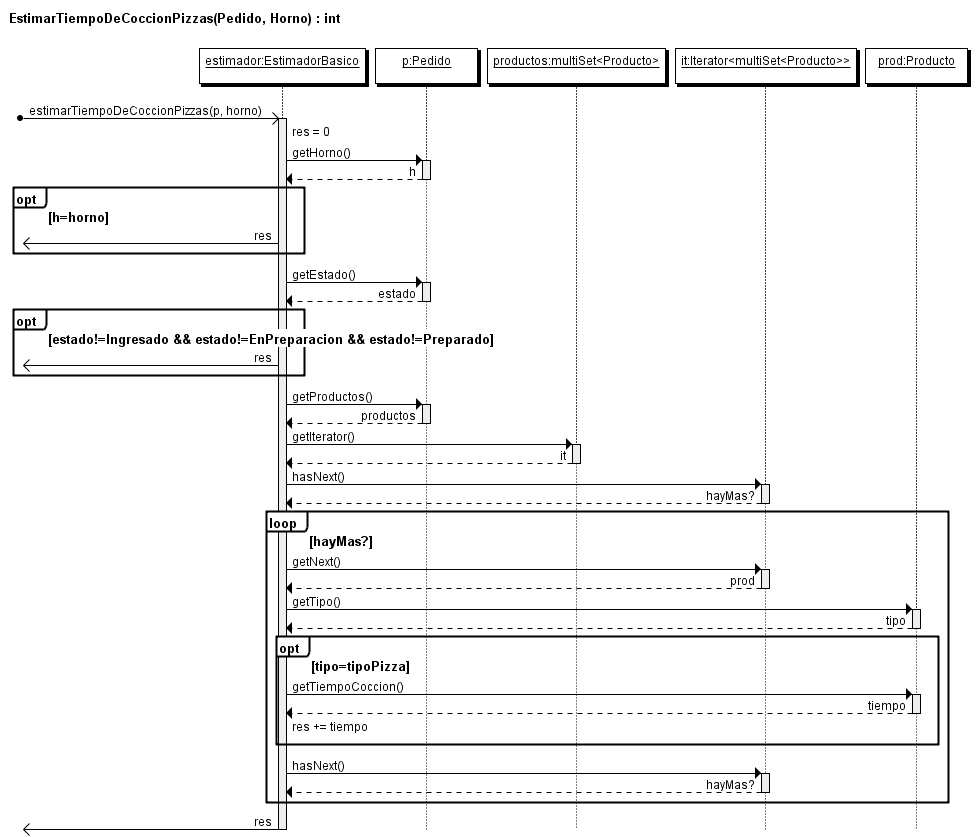 EstimarTiempoDeCoccionPizzas(Pedido, Horno) : int
estimador:EstimadorBasico
p:Pedido
productos:multiSet<Producto>
it:Iterator<multiSet<Producto>>
prod:Producto
estimarTiempoDeCoccionPizzas(p, horno)
res = 0
getHorno()
h
opt
[h=horno]
res
getEstado()
estado
opt
[estado!=Ingresado && estado!=EnPreparacion && estado!=Preparado]
res
getProductos()
productos
getIterator()
it
hasNext()
hayMas?
loop
[hayMas?]
getNext()
prod
getTipo()
tipo
opt
[tipo=tipoPizza]
getTiempoCoccion()
tiempo
res += tiempo
hasNext()
hayMas?
res